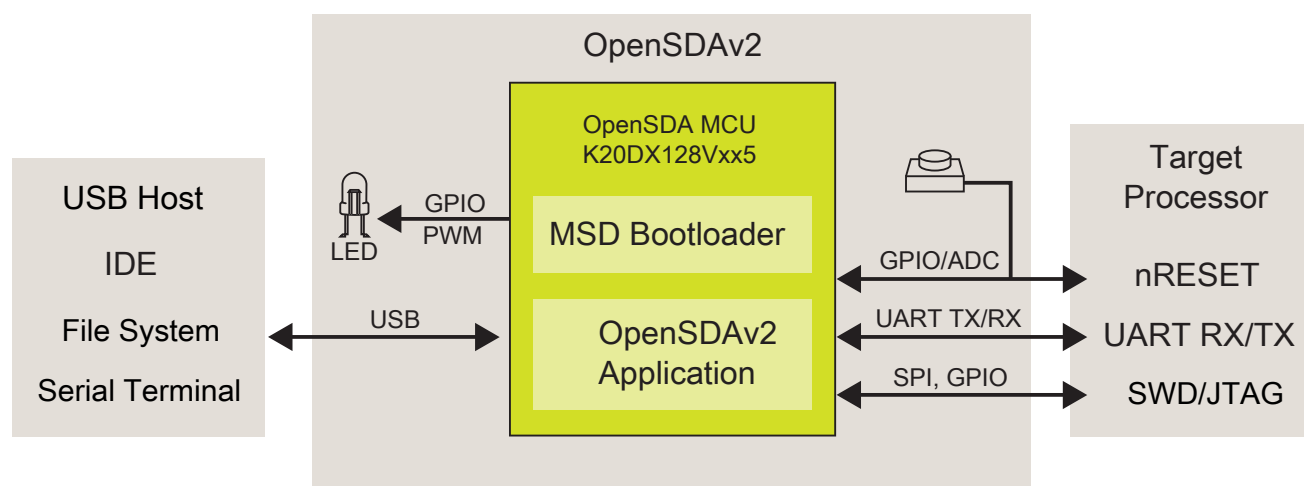 OpenSDAv2
USB Host
IDE
File System
Serial Terminal
LED
GPIO
PWM
USB
OpenSDA MCU
K20DX128Vxx5
MSD Bootloader
OpenSDAv2
Application
GPIO/ADC
UART TX/RX
SPI, GPIO
Target
Processor
nRESET
UART RX/TX
SWD/JTAG